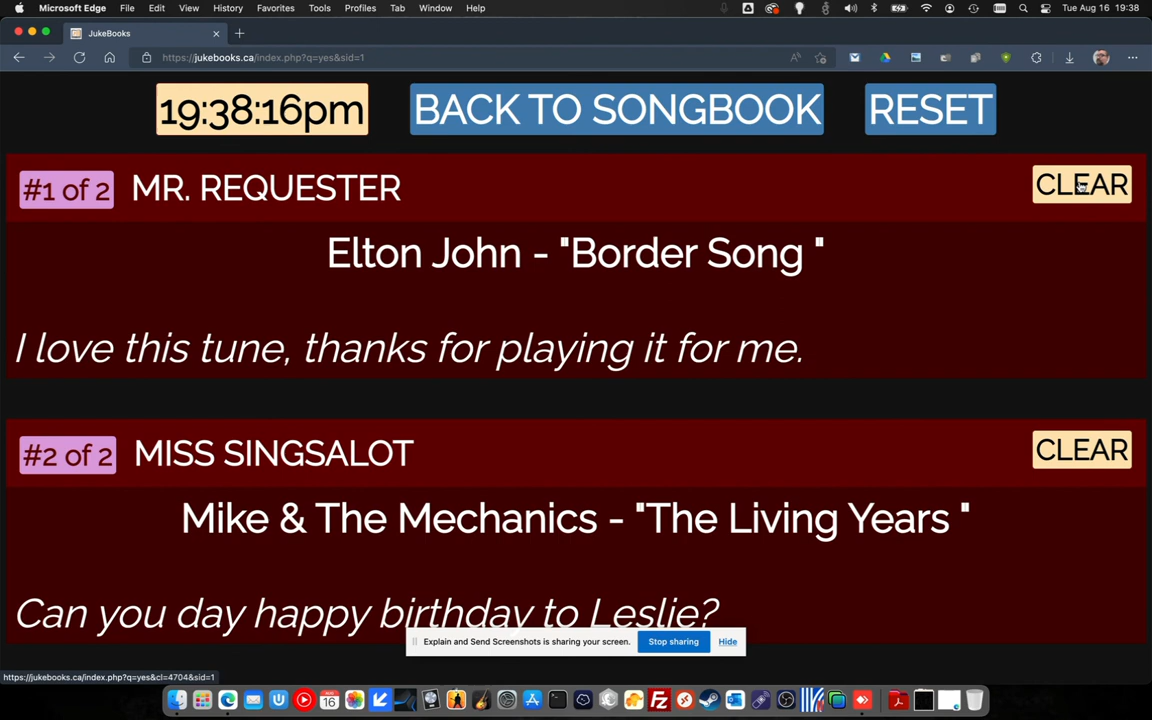 Microsoft Edge File Edit View History Favorites Tools Profiles Tab Window Help Tue Aug 16 19:38
JukeBooks
https://jukebooks.ca/index.php?q=yes&sid=1
19:38:16pm BACK TO SONGBOOK RESET
#1 of 2 MR. REQUESTER CLEAR
Elton John - "Border Song "
I love this tune, thanks for playing it for me.
#2 of 2 MISS SINGSALOT CLEAR
Mike & The Mechanics - "The Living Years "
Can you day happy birthday to Leslie?
Explain and Send Screenshots is sharing your screen. Stop sharing Hide
https://jukebooks.ca/index.php?q=yes&cl=4704&sid=1
16